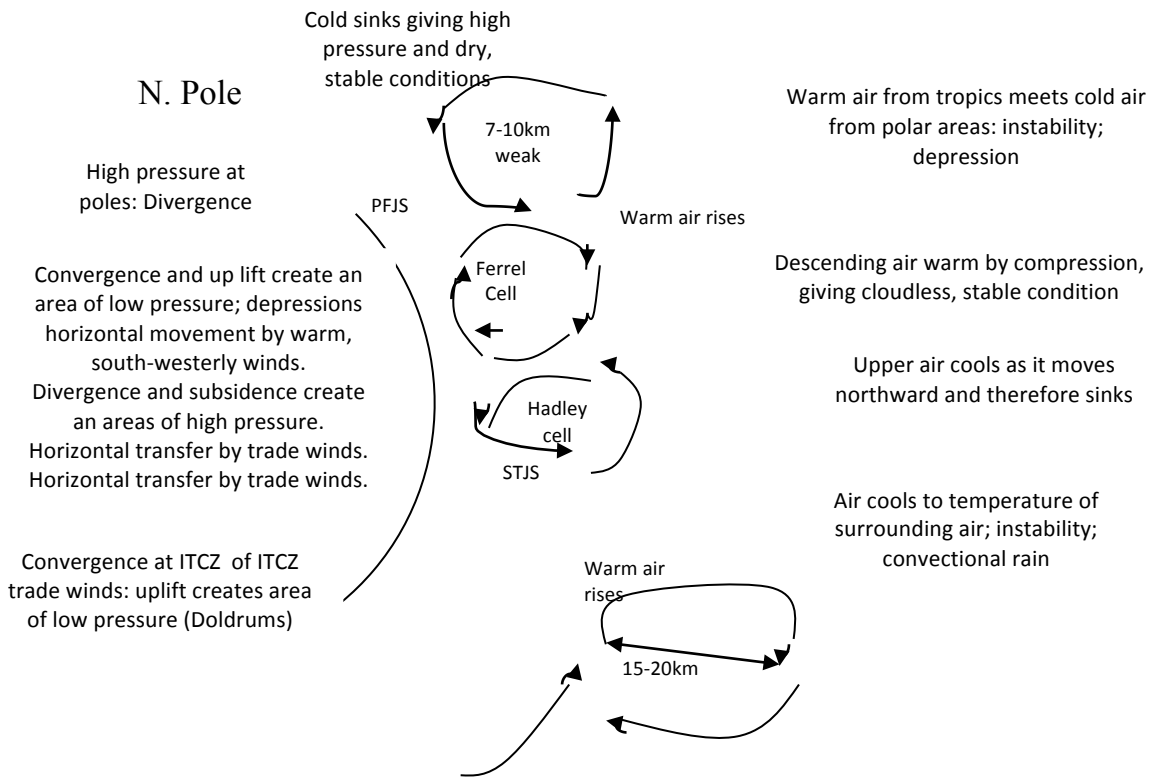 Cold sinks giving high
pressure and dry,
stable conditions
N. Pole
7-10km
weak
Warm air from tropics meets cold air
from polar areas: instability;
depression
High pressure at
poles: Divergence
PFJS
Warm air rises
Convergence and up lift create an
area of low pressure; depressions
horizontal movement by warm,
south-westerly winds.
Divergence and subsidence create
an areas of high pressure.
Horizontal transfer by trade winds.
Horizontal transfer by trade winds.
Ferrel
Cell
Descending air warm by compression,
giving cloudless, stable condition
Upper air cools as it moves
northward and therefore sinks
Hadley
cell
STJS
Air cools to temperature of
surrounding air; instability;
convectional rain
Convergence at ITCZ of ITCZ
trade winds: uplift creates area
of low pressure (Doldrums)
Warm air
rises
15-20km